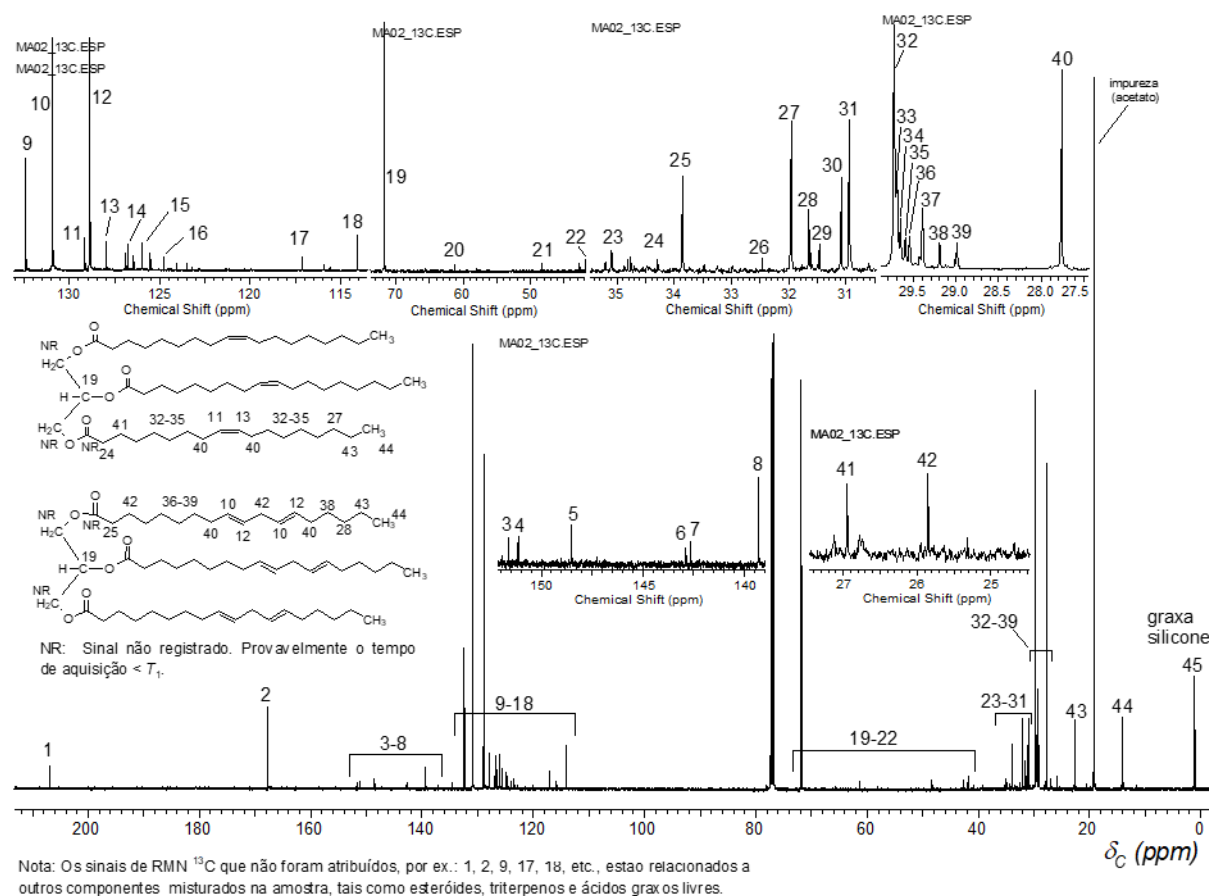 MA02_13C.ESP
MA02_13C.ESP
10
12
9
11
13
14
15
16
17
18
130 125 120 115
Chemical Shift (ppm)
MA02_13C.ESP
19
20
21
22
70 60 50
Chemical Shift (ppm)
MA02_13C.ESP
23
24
25
26
27
28
29
30
31
35 34 33 32 31
Chemical Shift (ppm)
MA02_13C.ESP
32
33
34
35
36
37
38
39
40
29.5 29.0 28.5 28.0 27.5
Chemical Shift (ppm)
impureza
(acetato)
NR O O CH3
H2C
19 O
H O CH3
O 41 32-35 11 13 32-35 27 CH3
H2C
NR O NR 24 40 40 43 44
NR O 42 36-39 10 42 12 38 43 CH3 44
O NR 25 40 12 10 40 28
H2C
19 O
H O CH3
NR O
H2C O CH3
NR: Sinal não registrado. Provavelmente o tempo
de aquisição < T1.
MA02_13C.ESP
3 4
5
6 7
8
150 145 140
Chemical Shift (ppm)
MA02_13C.ESP
41
42
27 26 25
Chemical Shift (ppm)
1
2
3-8
9-18
19-22
23-31
32-39
43
44
graxa
silicone
45
200 180 160 140 120 100 80 60 40 20 0
δC (ppm)
Nota: Os sinais de RMN 13C que não foram atribuídos, por ex.: 1, 2, 9, 17, 18, etc., estao relacionados a
outros componentes misturados na amostra, tais como esteróides, triterpenos e ácidos graxos livres.